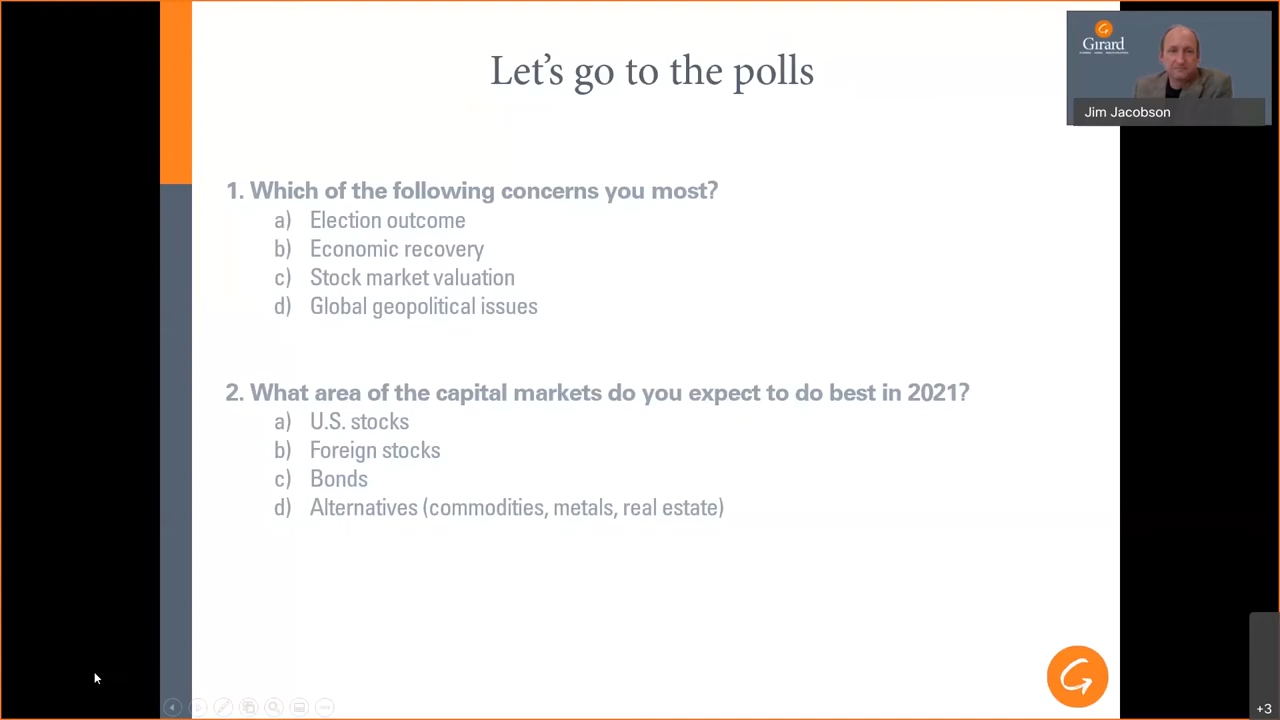 Let's go to the polls
Girard
Jim Jacobson
1. Which of the following concerns you most?
a) Election outcome
b) Economic recovery
c) Stock market valuation
d) Global geopolitical issues
2. What area of the capital markets do you expect to do best in 2021?
a) U.S. stocks
b) Foreign stocks
c) Bonds
d) Alternatives (commodities, metals, real estate)
+3